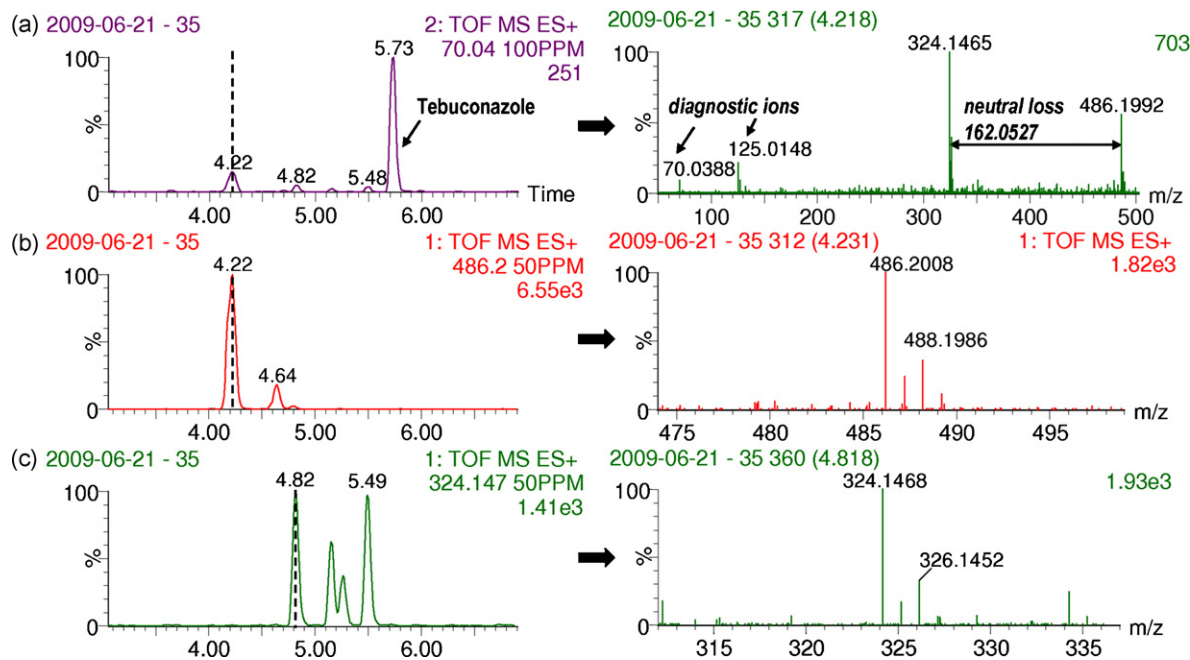 (a) 2009-06-21 - 35
2: TOF MS ES+
70.04 100PPM
251
100
%
0
4.22
4.82
5.48
5.73
Tebuconazole
4.00
5.00
6.00
Time
2009-06-21 - 35 317 (4.218)
703
100
%
0
324.1465
diagnostic ions
70.0388
125.0148
neutral loss
162.0527
486.1992
100
200
300
400
500
m/z
(b) 2009-06-21 - 35
1: TOF MS ES+
486.2 50PPM
6.55e3
100
%
0
4.22
4.64
4.00
5.00
6.00
2009-06-21 - 35 312 (4.231)
1: TOF MS ES+
1.82e3
100
%
0
486.2008
488.1986
475
480
485
490
495
m/z
(c) 2009-06-21 - 35
1: TOF MS ES+
324.147 50PPM
1.41e3
100
%
0
4.82
5.49
4.00
5.00
6.00
2009-06-21 - 35 360 (4.818)
1.93e3
100
%
0
324.1468
326.1452
315
320
325
330
335
m/z